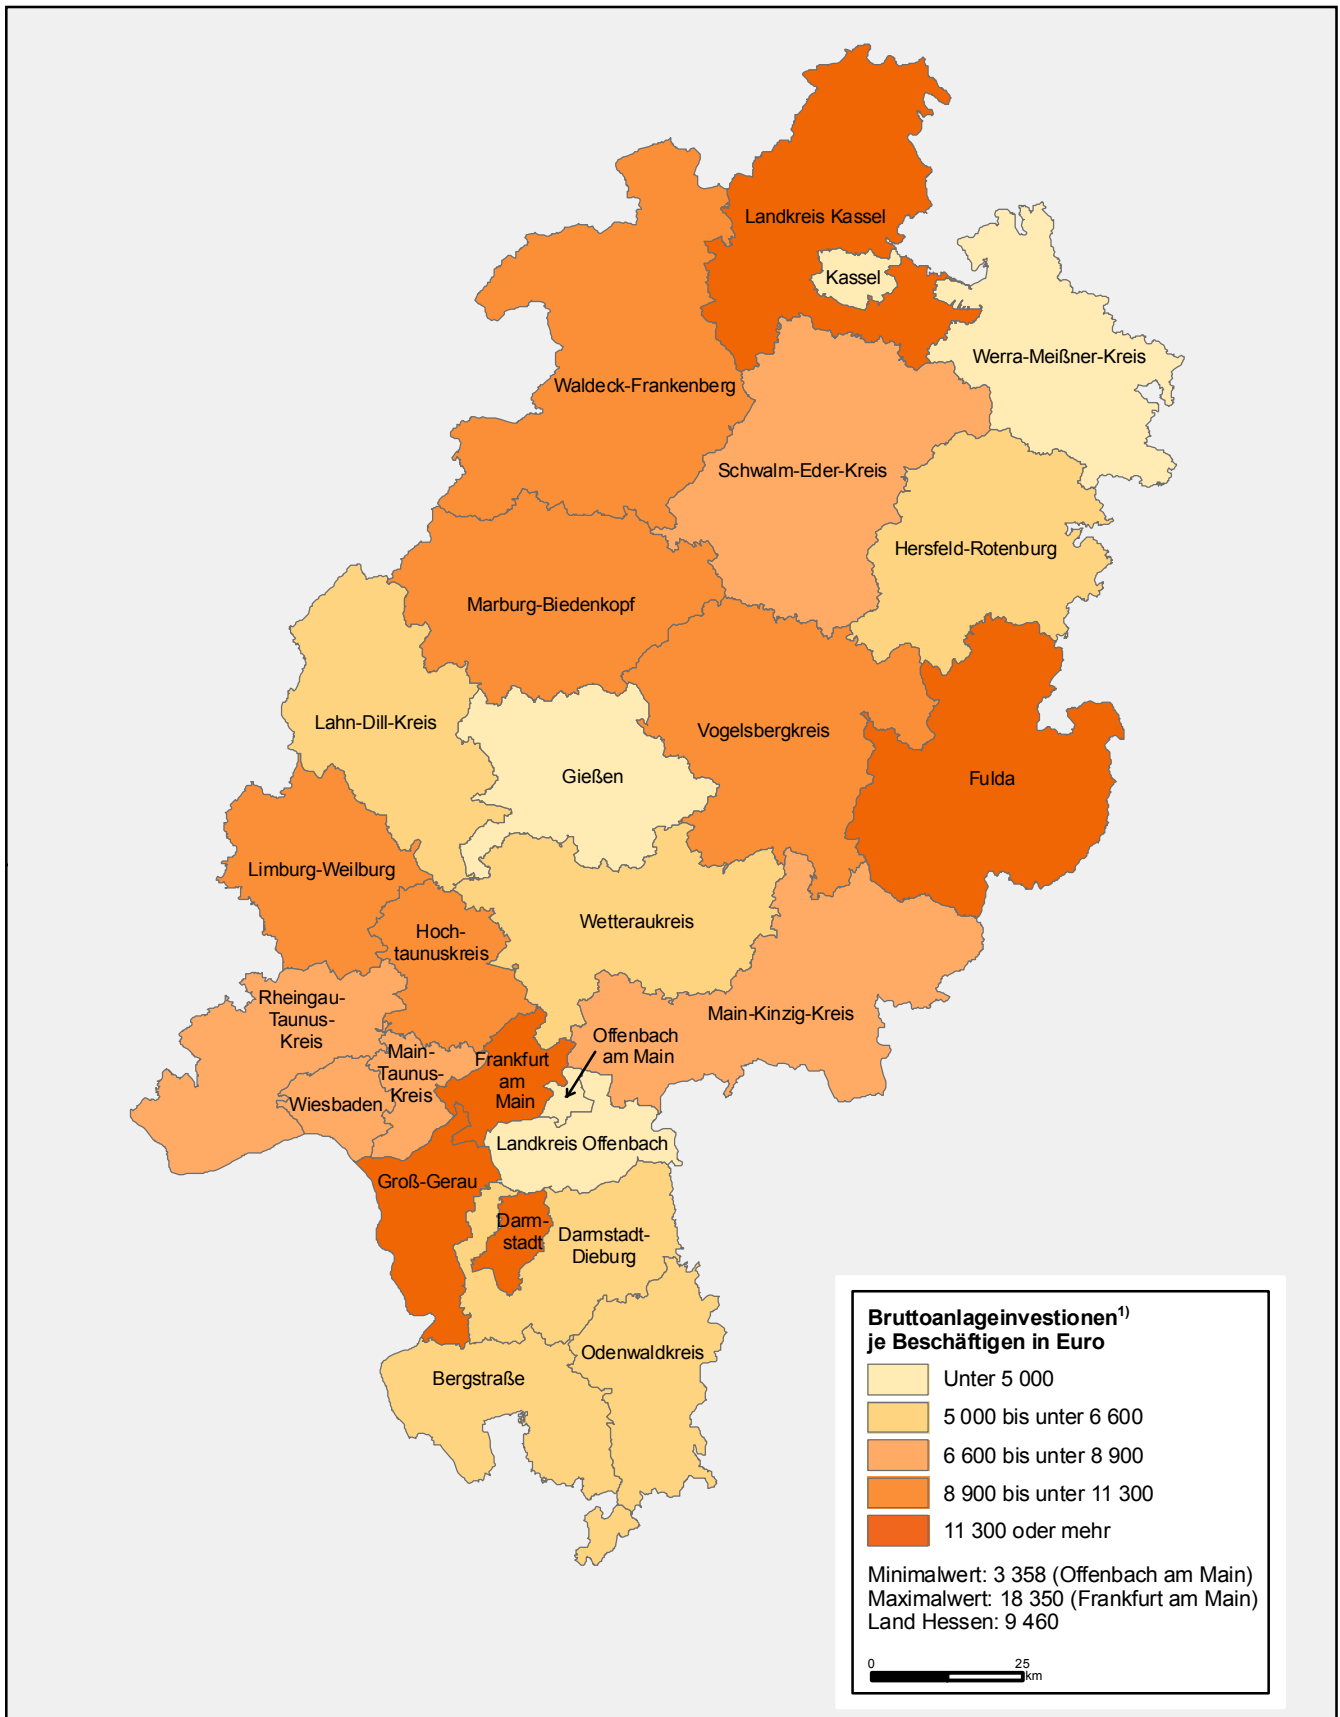 Landkreis Kassel
Kassel
Werra-Meißner-Kreis
Waldeck-Frankenberg
Schwalm-Eder-Kreis
Hersfeld-Rotenburg
Marburg-Biedenkopf
Lahn-Dill-Kreis
Vogelsbergkreis
Gießen
Fulda
Limburg-Weilburg
Wetteraukreis
Hoch-
taunuskreis
Rheingau-
Taunus-
Kreis
Main-Kinzig-Kreis
Offenbach
am Main
Main-
Taunus-
Kreis
Frankfurt
am
Main
Wiesbaden
Landkreis Offenbach
Groß-Gerau
Darm-
stadt
Darmstadt-
Dieburg
Odenwaldkreis
Bergstraße
Bruttoanlageinvestionen1)
je Beschäftigen in Euro
Unter 5 000
5 000 bis unter 6 600
6 600 bis unter 8 900
8 900 bis unter 11 300
11 300 oder mehr
Minimalwert: 3 358 (Offenbach am Main)
Maximalwert: 18 350 (Frankfurt am Main)
Land Hessen: 9 460
0 25
km